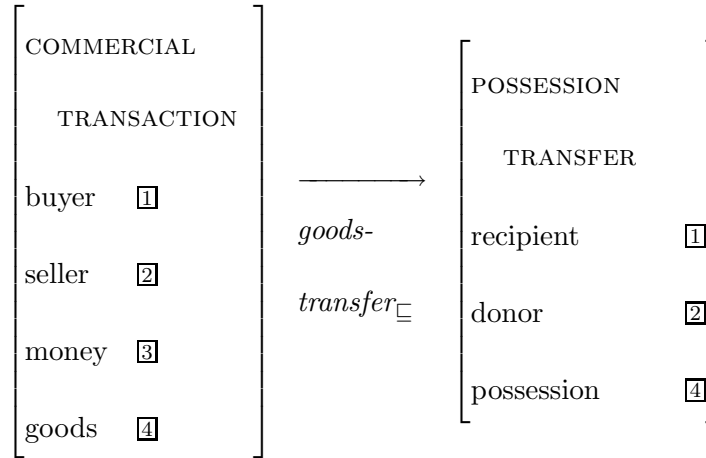 COMMERCIAL
TRANSACTION
buyer 1
seller 2
money 3
goods 4
goods-
transfer⊑
POSSESSION
TRANSFER
recipient 1
donor 2
possession 4